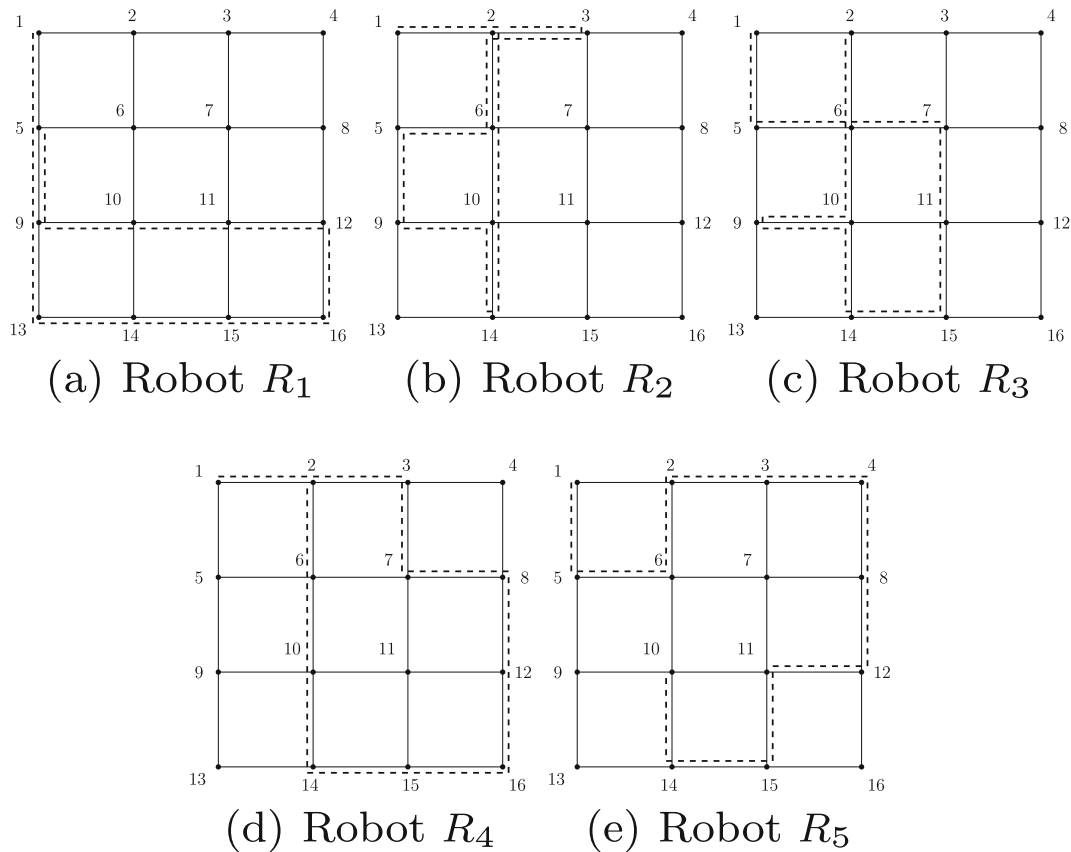 1 2 3 4 1 2 3 4 1 2 3 4
6 7 6 7 6 7
5 8 5 8 5 8
10 11 10 11 10 11
9 12 9 12 9 12
13 14 15 16 13 14 15 16 13 14 15 16
(a) Robot R₁ (b) Robot R₂ (c) Robot R₃
1 2 3 4 1 2 3 4
6 7 6 7
5 8 5 8
10 11 10 11
9 12 9 12
13 14 15 16 13 14 15 16
(d) Robot R₄ (e) Robot R₅